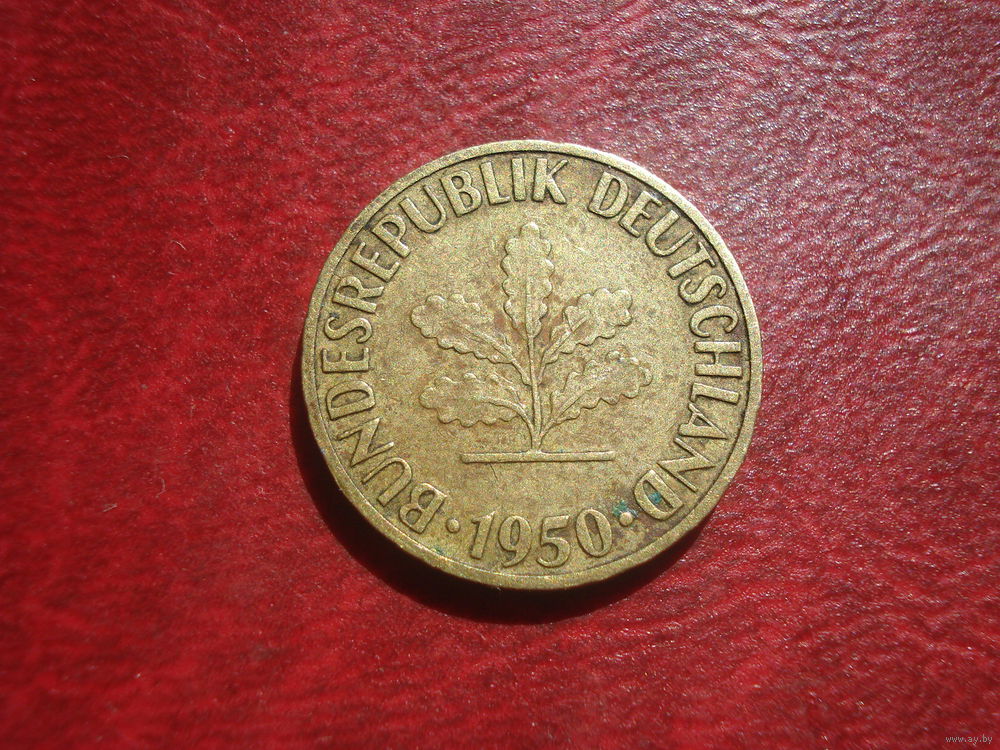 BUNDESREPUBLIK DEUTSCHLAND
· 1950 ·
www.ay.by